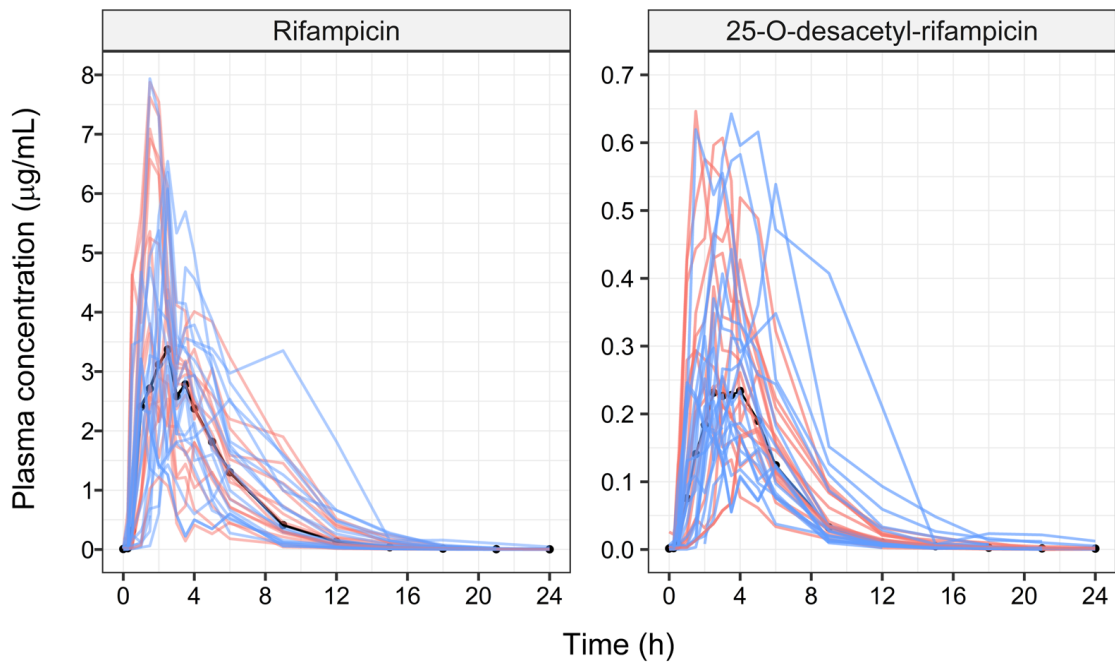 Rifampicin
25-O-desacetyl-rifampicin
Plasma concentration (μg/mL)
8
7
6
5
4
3
2
1
0
0.7
0.6
0.5
0.4
0.3
0.2
0.1
0.0
0 4 8 12 16 20 24
0 4 8 12 16 20 24
Time (h)